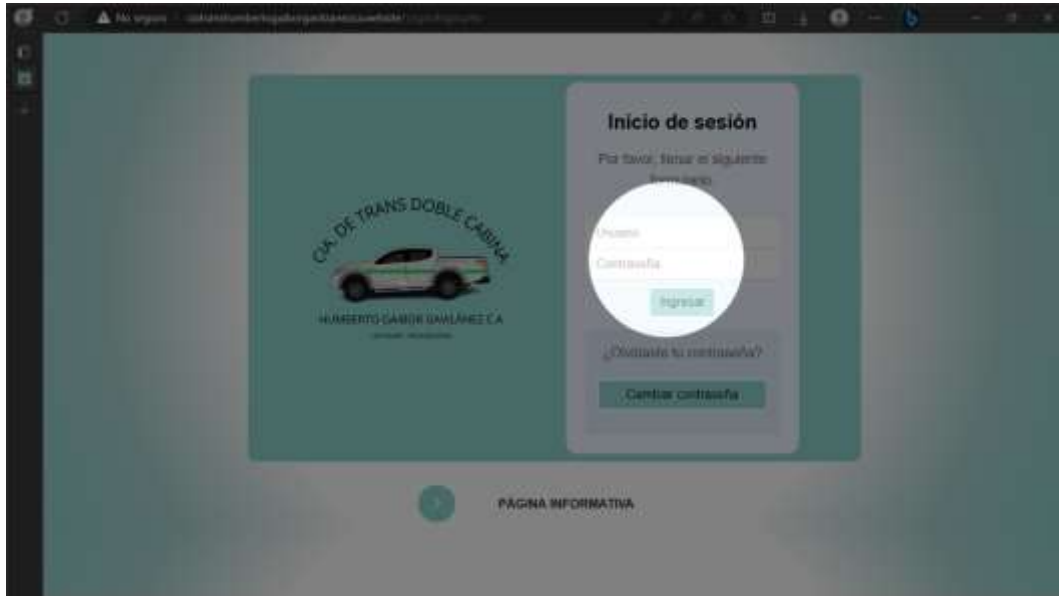 No seguro
Inicio de sesión
Por favor, llenar el siguiente
formulario.
CIA. DE TRANS DOBLE CABINA
HUMBERTO GABOR GAVILÁNEZ C.A
Usuario
Contraseña
Ingresar
¿Olvidaste tu contraseña?
Cambiar contraseña
PÁGINA INFORMATIVA